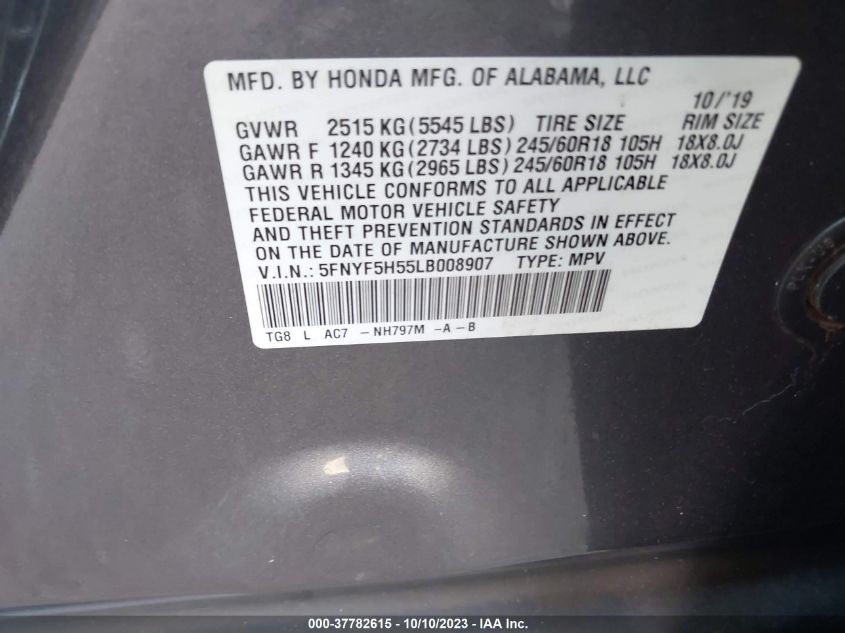 MFD. BY HONDA MFG. OF ALABAMA, LLC
10/'19
GVWR 2515 KG(5545 LBS) TIRE SIZE RIM SIZE
GAWR F 1240 KG(2734 LBS) 245/60R18 105H 18X8.0J
GAWR R 1345 KG(2965 LBS) 245/60R18 105H 18X8.0J
THIS VEHICLE CONFORMS TO ALL APPLICABLE
FEDERAL MOTOR VEHICLE SAFETY
AND THEFT PREVENTION STANDARDS IN EFFECT
ON THE DATE OF MANUFACTURE SHOWN ABOVE.
V.I.N.: 5FNYF5H55LB008907 TYPE: MPV
TG8 L AC7 -NH797M -A-B
000-37782615 - 10/10/2023 - IAA Inc.